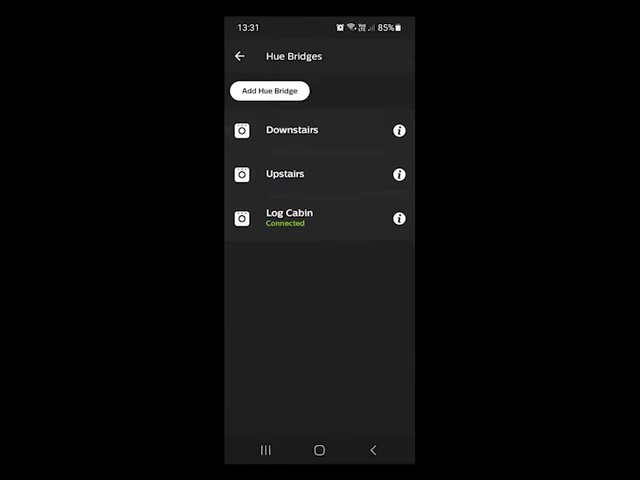 13:31
85%
Hue Bridges
Add Hue Bridge
Downstairs
Upstairs
Log Cabin
Connected